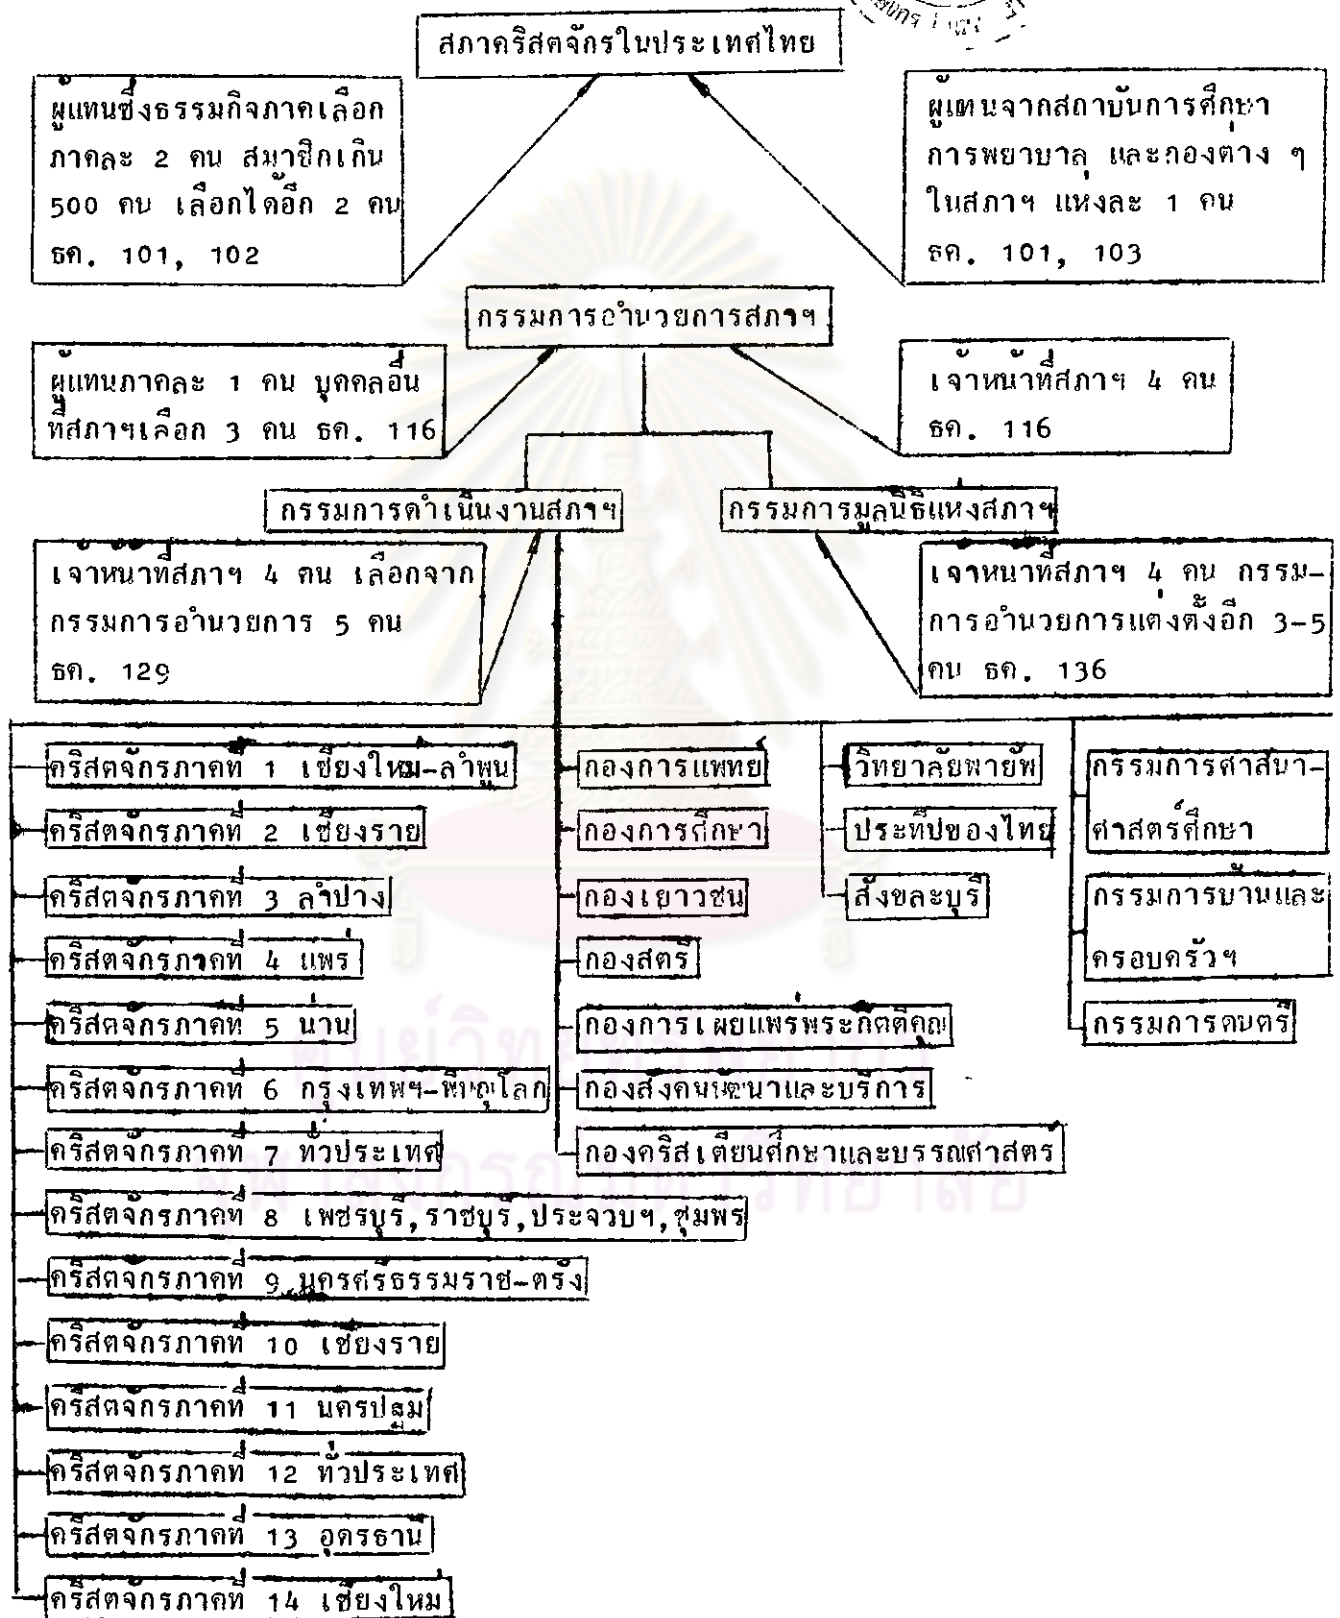 สภาคริสตจักรในประเทศไทย
ผู้แทนซึ่งธรรมกิจภาคเลือก
ภาคละ 2 คน สมาชิกเกิน
500 คน เลือกได้อีก 2 คน
ธค. 101, 102
ผู้แทนจากสถาบันการศึกษา
การพยาบาล และกองต่าง ๆ
ในสภาฯ แห่งละ 1 คน
ธค. 101, 103
กรรมการอำนวยการสภาฯ
ผู้แทนภาคละ 1 คน บุคคลอื่น
ที่สภาฯเลือก 3 คน ธค. 116
เจ้าหน้าที่สภาฯ 4 คน
ธค. 116
กรรมการดำเนินงานสภาฯ
กรรมการมูลนิธิแห่งสภาฯ
เจ้าหน้าที่สภาฯ 4 คน เลือกจาก
กรรมการอำนวยการ 5 คน
ธค. 129
เจ้าหน้าที่สภาฯ 4 คน กรรม-
การอำนวยการแต่งตั้งอีก 3-5
คน ธค. 136
คริสตจักรภาคที่ 1 เชียงใหม่-ลำพูน
คริสตจักรภาคที่ 2 เชียงราย
คริสตจักรภาคที่ 3 ลำปาง
คริสตจักรภาคที่ 4 แพร่
คริสตจักรภาคที่ 5 น่าน
คริสตจักรภาคที่ 6 กรุงเทพฯ-พิษณุโลก
คริสตจักรภาคที่ 7 ทั่วประเทศ
คริสตจักรภาคที่ 8 เพชรบุรี,ราชบุรี,ประจวบฯ,ชุมพร
คริสตจักรภาคที่ 9 นครศรีธรรมราช-ตรัง
คริสตจักรภาคที่ 10 เชียงราย
คริสตจักรภาคที่ 11 นครปฐม
คริสตจักรภาคที่ 12 ทั่วประเทศ
คริสตจักรภาคที่ 13 อุดรธานี
คริสตจักรภาคที่ 14 เชียงใหม่
กองการแพทย์
กองการศึกษา
กองเยาวชน
กองสตรี
กองการเผยแพร่พระกิตติคุณ
กองสังคมพัฒนาและบริการ
กองคริสเตียนศึกษาและบรรณศาสตร์
วิทยาลัยพายัพ
ประทีปของไทย
สังขละบุรี
กรรมการศาสนา-
ศาสตร์ศึกษา
กรรมการบ้านและ
ครอบครัวฯ
กรรมการดนตรี
ศูนย์วิทยทรัพยากร
จุฬาลงกรณ์มหาวิทยาลัย